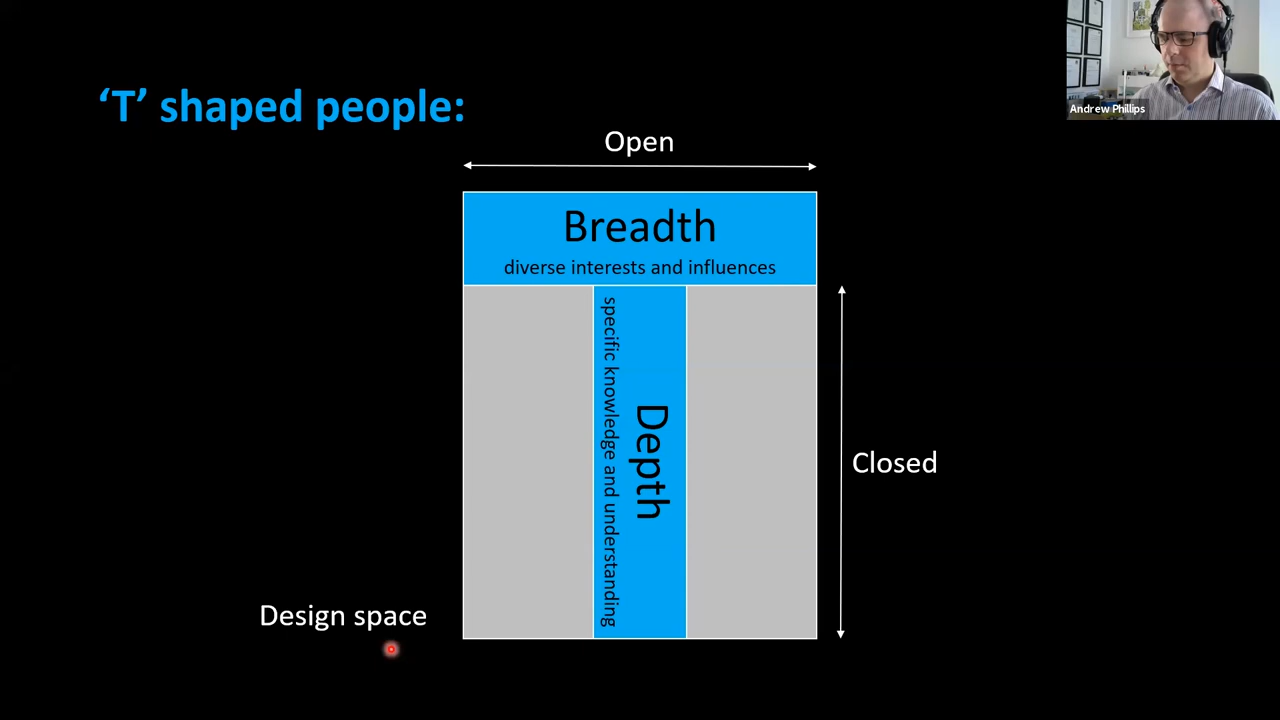 ‘T’ shaped people:
Andrew Phillips
Open
Breadth
diverse interests and influences
specific knowledge and understanding
Depth
Closed
Design space